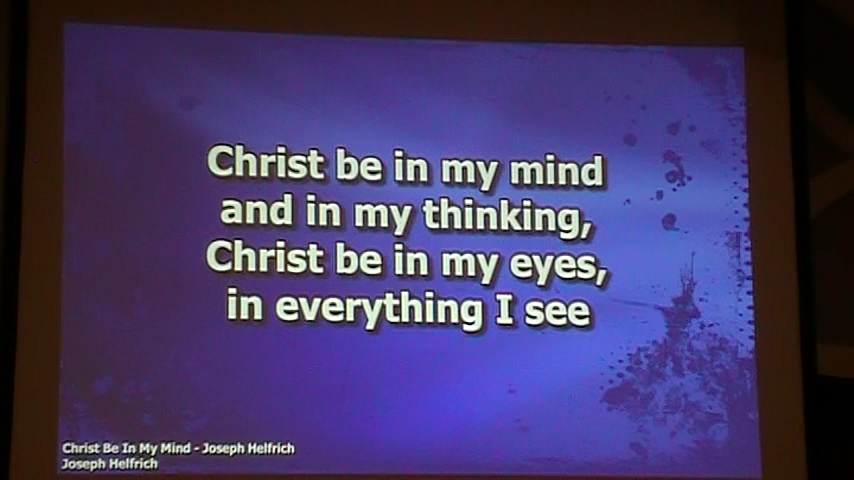 Christ be in my mind
and in my thinking,
Christ be in my eyes,
in everything I see
Christ Be In My Mind - Joseph Helfrich
Joseph Helfrich